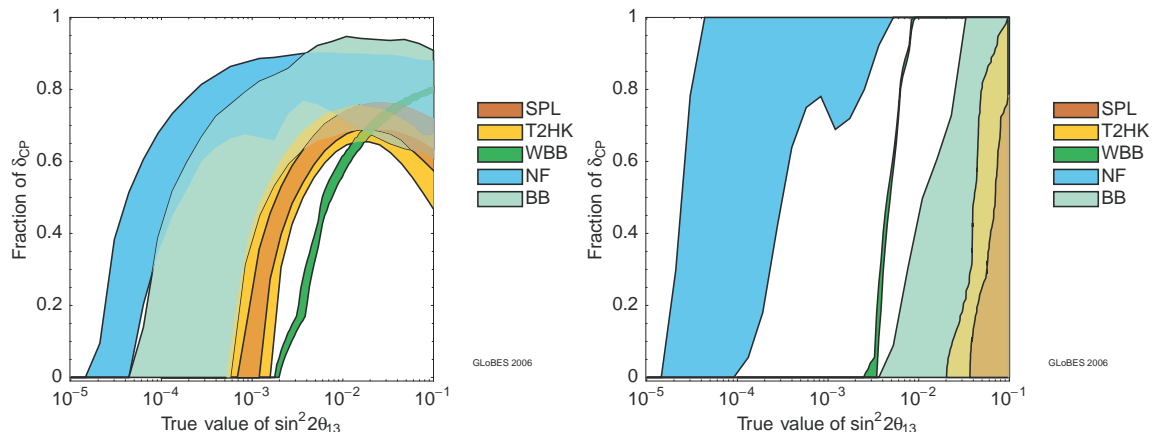 Fraction of δCP
1
0.8
0.6
0.4
0.2
0
10⁻⁵ 10⁻⁴ 10⁻³ 10⁻² 10⁻¹
True value of sin²2θ₁₃
GLoBES 2006
SPL
T2HK
WBB
NF
BB
Fraction of δCP
1
0.8
0.6
0.4
0.2
0
10⁻⁵ 10⁻⁴ 10⁻³ 10⁻² 10⁻¹
True value of sin²2θ₁₃
GLoBES 2006
SPL
T2HK
WBB
NF
BB